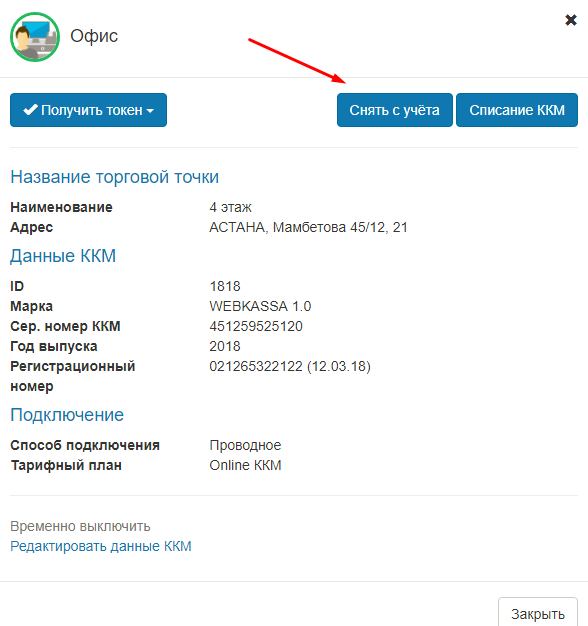 Офис
Получить токен
Снять с учёта
Списание ККМ
Название торговой точки
Наименование 4 этаж
Адрес АСТАНА, Мамбетова 45/12, 21
Данные ККМ
ID 1818
Марка WEBKASSA 1.0
Сер. номер ККМ 451259525120
Год выпуска 2018
Регистрационный 021265322122 (12.03.18)
номер
Подключение
Способ подключения Проводное
Тарифный план Online ККМ
Временно выключить
Редактировать данные ККМ
Закрыть